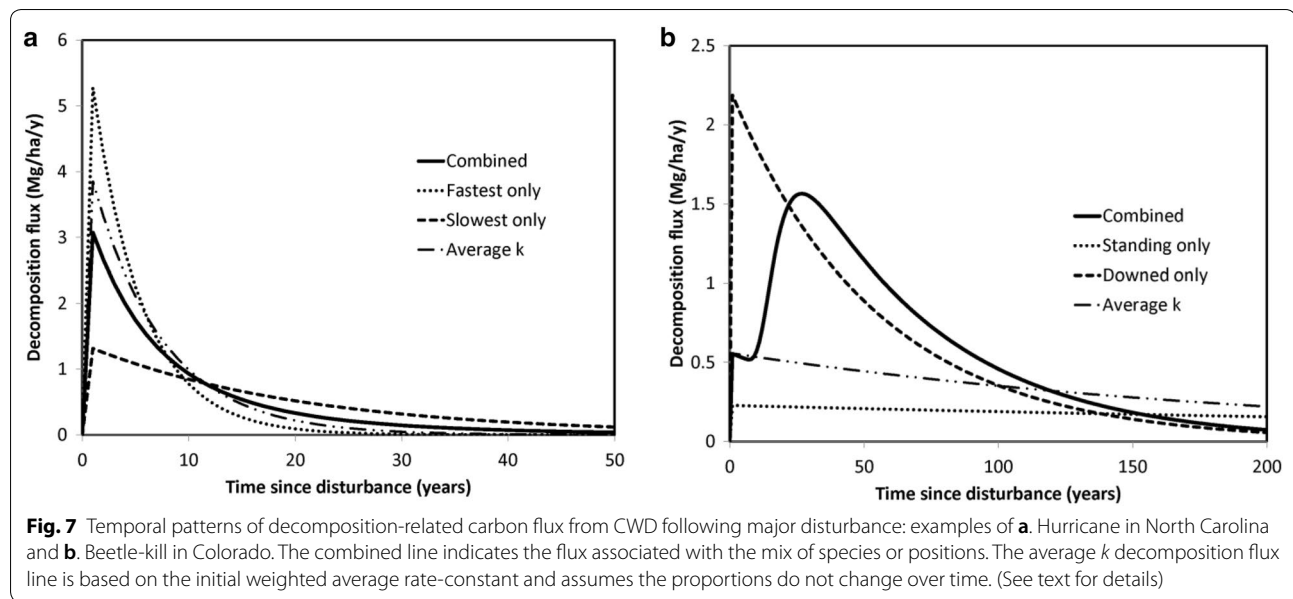 a
6
5
4
3
2
1
0
Decomposition flux (Mg/ha/y)
Combined
Fastest only
Slowest only
Average k
0 10 20 30 40 50
Time since disturbance (years)
b
2.5
2
1.5
1
0.5
0
Decomposition flux (Mg/ha/y)
Combined
Standing only
Downed only
Average k
0 50 100 150 200
Time since disturbance (years)
Fig. 7 Temporal patterns of decomposition-related carbon flux from CWD following major disturbance: examples of a. Hurricane in North Carolina
and b. Beetle-kill in Colorado. The combined line indicates the flux associated with the mix of species or positions. The average k decomposition flux
line is based on the initial weighted average rate-constant and assumes the proportions do not change over time. (See text for details)